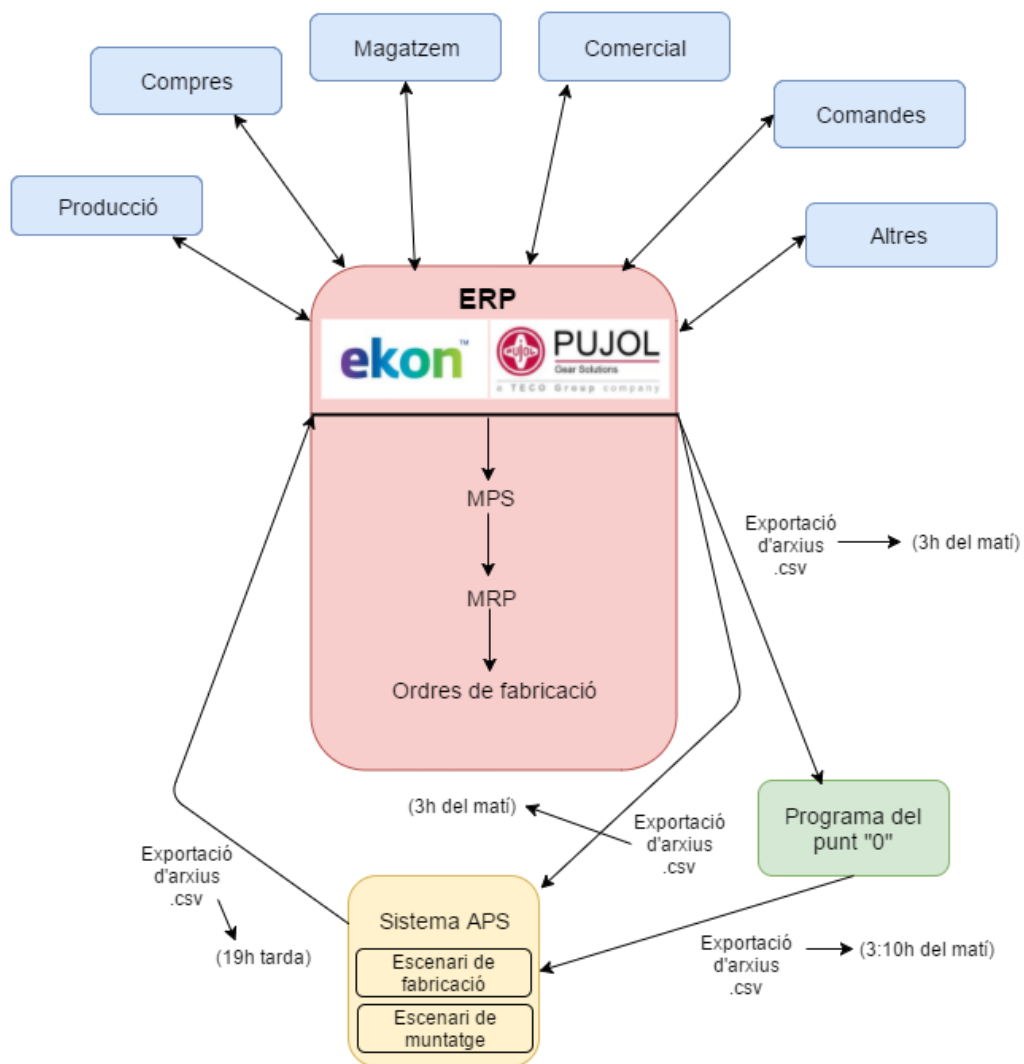 Magatzem
Comercial
Compres
Comandes
Producció
Altres
ERP
ekon™
PUJOL
PUJOL
Gear Solutions
a TECO Group company
MPS
Exportació
d'arxius
.csv
(3h del matí)
MRP
Ordres de fabricació
(3h del matí)
Exportació
d'arxius
.csv
Programa del
punt "0"
Exportació
d'arxius
.csv
(19h tarda)
Sistema APS
Escenari de
fabricació
Escenari de
muntatge
Exportació
d'arxius
.csv
(3:10h del matí)